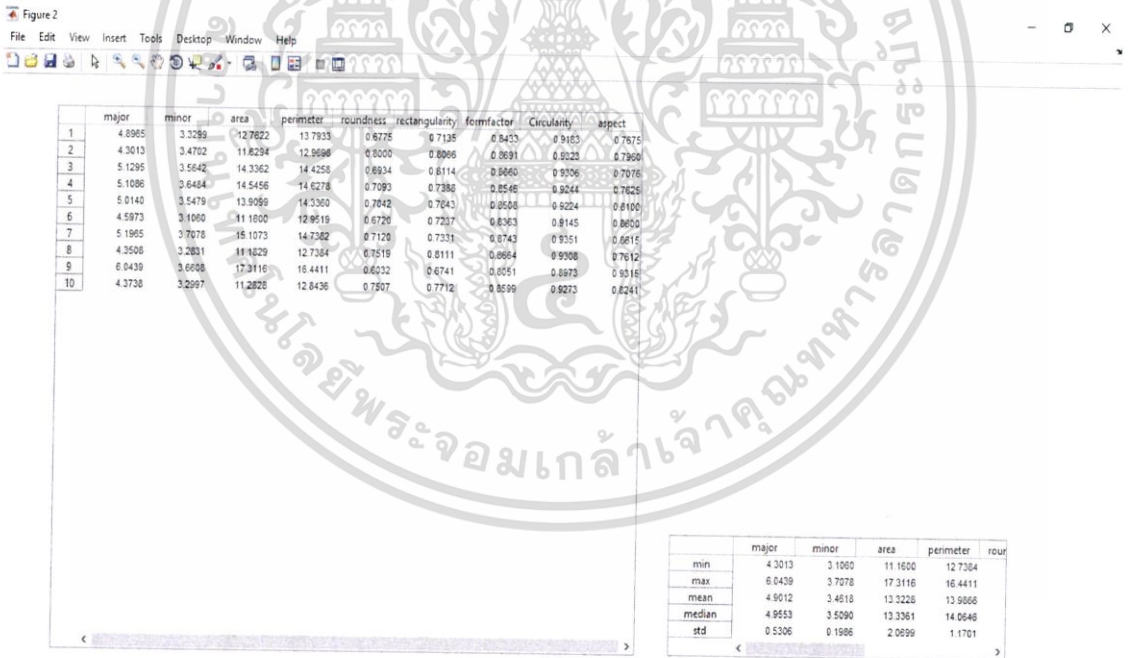 Figure 2
File Edit View Insert Tools Desktop Window Help
major minor area perimeter roundness rectangularity formfactor Circularity aspect
1 4.8965 3.3299 12.7622 13.7933 0.6775 0.7135 0.8433 0.9183 0.7675
2 4.3013 3.4702 11.6294 12.9698 0.8000 0.8066 0.8691 0.9323 0.7960
3 5.1295 3.5642 14.3362 14.4258 0.6934 0.8114 0.8660 0.9306 0.7076
4 5.1086 3.6484 14.5456 14.6278 0.7093 0.7388 0.8546 0.9244 0.7625
5 5.0140 3.5479 13.9059 14.3360 0.7042 0.7643 0.8508 0.9224 0.8100
6 4.5973 3.1060 11.1600 12.9519 0.6720 0.7237 0.8363 0.9145 0.8600
7 5.1965 3.7078 15.1073 14.7382 0.7120 0.7331 0.8743 0.9351 0.8615
8 4.3508 3.2831 11.1829 12.7384 0.7519 0.8111 0.8664 0.9308 0.7612
9 6.0439 3.6608 17.3116 16.4411 0.6032 0.6741 0.8051 0.8973 0.9315
10 4.3738 3.2997 11.2828 12.8436 0.7507 0.7712 0.8599 0.9273 0.8241
major minor area perimeter rour
min 4.3013 3.1060 11.1600 12.7384
max 6.0439 3.7078 17.3116 16.4411
mean 4.9012 3.4618 13.3228 13.9866
median 4.9553 3.5090 13.3361 14.0646
std 0.5306 0.1986 2.0699 1.1701